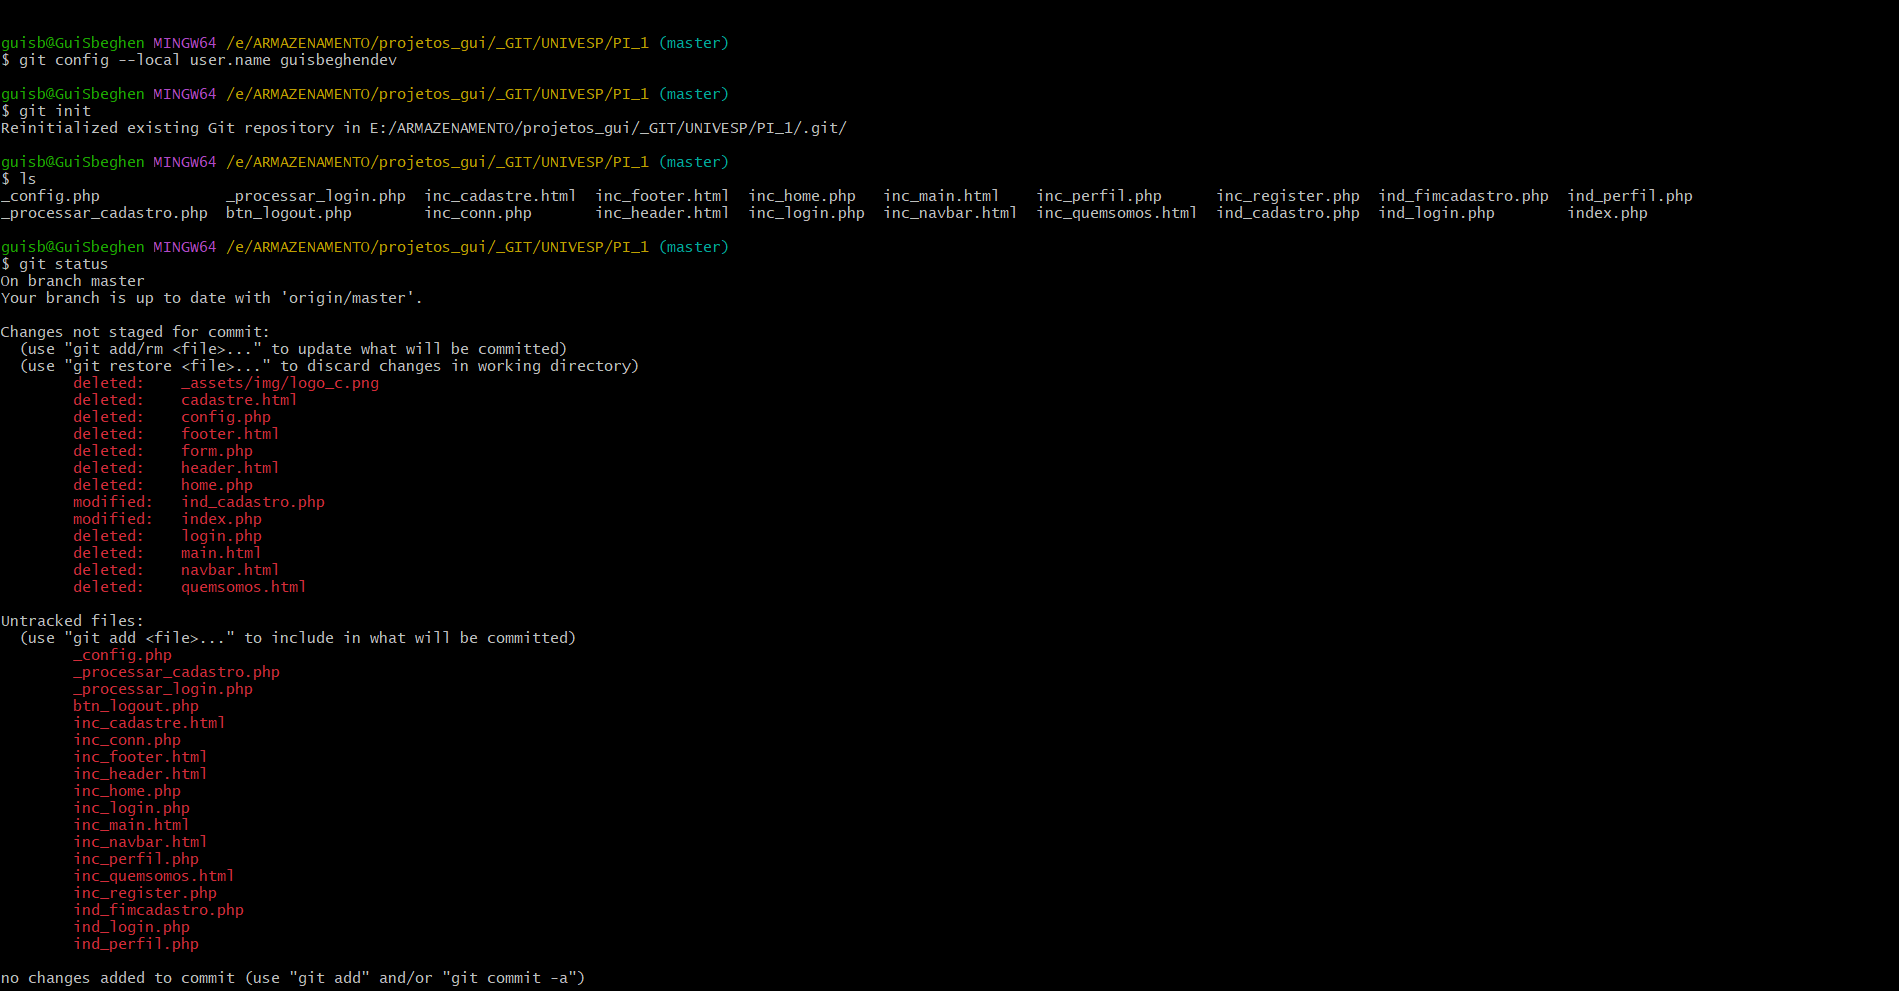 guisb@GuiSbeghen MINGW64 /e/ARMAZENAMENTO/projetos_gui/_GIT/UNIVESP/PI_1 (master)
$ git config --local user.name guisbeghendev
guisb@GuiSbeghen MINGW64 /e/ARMAZENAMENTO/projetos_gui/_GIT/UNIVESP/PI_1 (master)
$ git init
Reinitialized existing Git repository in E:/ARMAZENAMENTO/projetos_gui/_GIT/UNIVESP/PI_1/.git/
guisb@GuiSbeghen MINGW64 /e/ARMAZENAMENTO/projetos_gui/_GIT/UNIVESP/PI_1 (master)
$ ls
_config.php _processar_login.php inc_cadastre.html inc_footer.html inc_home.php inc_main.html inc_perfil.php inc_register.php ind_fimcadastro.php ind_perfil.php
_processar_cadastro.php btn_logout.php inc_conn.php inc_header.html inc_login.php inc_navbar.html inc_quemsomos.html ind_cadastro.php ind_login.php index.php
guisb@GuiSbeghen MINGW64 /e/ARMAZENAMENTO/projetos_gui/_GIT/UNIVESP/PI_1 (master)
$ git status
On branch master
Your branch is up to date with 'origin/master'.
Changes not staged for commit:
(use "git add/rm <file>..." to update what will be committed)
(use "git restore <file>..." to discard changes in working directory)
deleted: _assets/img/logo_c.png
deleted: cadastre.html
deleted: config.php
deleted: footer.html
deleted: form.php
deleted: header.html
deleted: home.php
modified: ind_cadastro.php
modified: index.php
deleted: login.php
deleted: main.html
deleted: navbar.html
deleted: quemsomos.html
Untracked files:
(use "git add <file>..." to include in what will be committed)
_config.php
_processar_cadastro.php
_processar_login.php
btn_logout.php
inc_cadastre.html
inc_conn.php
inc_footer.html
inc_header.html
inc_home.php
inc_login.php
inc_main.html
inc_navbar.html
inc_perfil.php
inc_quemsomos.html
inc_register.php
ind_fimcadastro.php
ind_login.php
ind_perfil.php
no changes added to commit (use "git add" and/or "git commit -a")